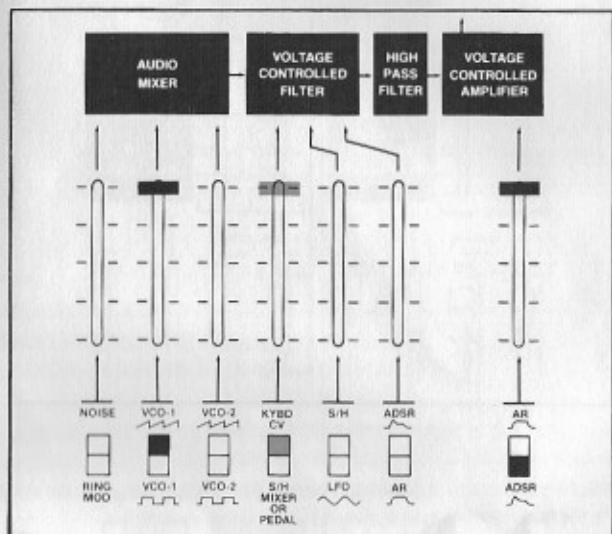 AUDIO
MIXER
VOLTAGE
CONTROLLED
FILTER
HIGH
PASS
FILTER
VOLTAGE
CONTROLLED
AMPLIFIER
NOISE
VCO-1
VCO-2
KYBD
CV
S/H
ADSR
AR
RING
MOD
VCO-1
VCO-2
S/H
MIXER
OR
PEDAL
LFO
AR
ADSR